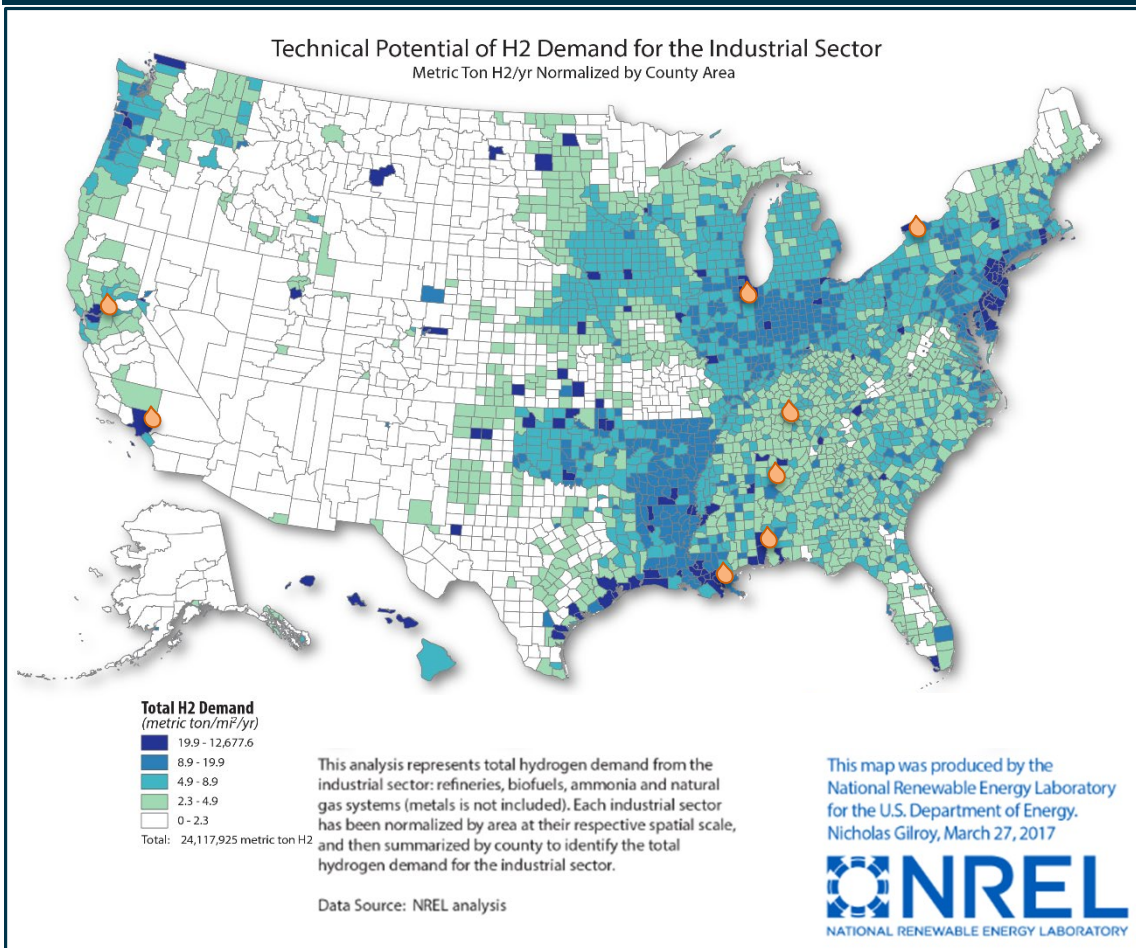 Technical Potential of H2 Demand for the Industrial Sector
Metric Ton H2/yr Normalized by County Area
Total H2 Demand
(metric ton/mi²/yr)
19.9 - 12,677.6
8.9 - 19.9
4.9 - 8.9
2.3 - 4.9
0 - 2.3
Total: 24,117,925 metric ton H2
This analysis represents total hydrogen demand from the
industrial sector: refineries, biofuels, ammonia and natural
gas systems (metals is not included). Each industrial sector
has been normalized by area at their respective spatial scale,
and then summarized by county to identify the total
hydrogen demand for the industrial sector.
Data Source: NREL analysis
This map was produced by the
National Renewable Energy Laboratory
for the U.S. Department of Energy.
Nicholas Gilroy, March 27, 2017
NREL
NATIONAL RENEWABLE ENERGY LABORATORY